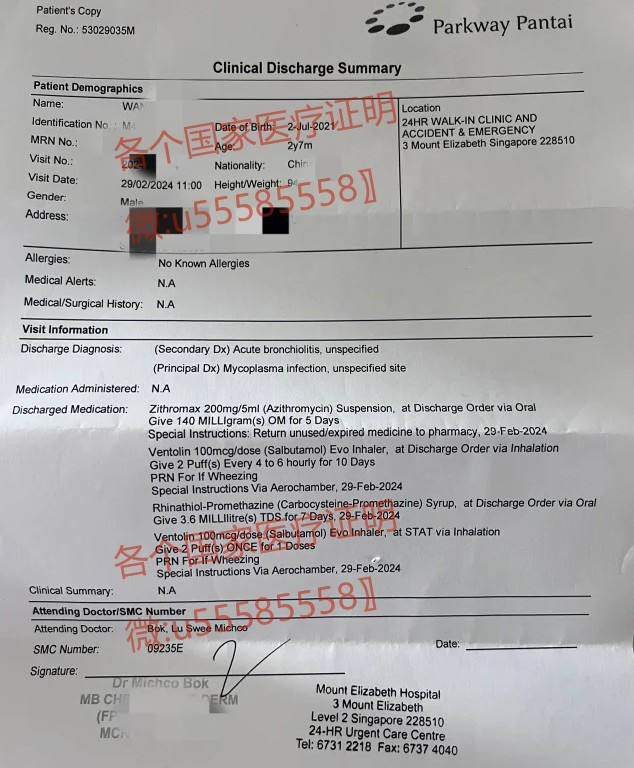 Patient's Copy
Reg. No.: 53029035M
Parkway Pantai
Clinical Discharge Summary
Patient Demographics
Name: WAN
Identification No.: M4
Date of Birth: 2-Jul-2021
MRN No.:
Age: 2y7m
Visit No.: 2024
Nationality: Chin
Visit Date: 29/02/2024 11:00
Height/Weight: 94
Gender: Male
Address:
Location
24HR WALK-IN CLINIC AND
ACCIDENT & EMERGENCY
3 Mount Elizabeth Singapore 228510
各个国家医疗证明
微:u55585558】
Allergies: No Known Allergies
Medical Alerts: N.A
Medical/Surgical History: N.A
Visit Information
Discharge Diagnosis: (Secondary Dx) Acute bronchiolitis, unspecified
(Principal Dx) Mycoplasma infection, unspecified site
Medication Administered: N.A
Discharged Medication: Zithromax 200mg/5ml (Azithromycin) Suspension, at Discharge Order via Oral
Give 140 MILLIgram(s) OM for 5 Days
Special Instructions: Return unused/expired medicine to pharmacy, 29-Feb-2024
Ventolin 100mcg/dose (Salbutamol) Evo Inhaler, at Discharge Order via Inhalation
Give 2 Puff(s) Every 4 to 6 hourly for 10 Days
PRN For If Wheezing
Special Instructions Via Aerochamber, 29-Feb-2024
Rhinathiol-Promethazine (Carbocysteine-Promethazine) Syrup, at Discharge Order via Oral
Give 3.6 MILLIlitre(s) TDS for 7 Days, 29-Feb-2024
Ventolin 100mcg/dose (Salbutamol) Evo Inhaler, at STAT via Inhalation
Give 2 Puff(s) ONCE for 1 Doses
PRN For If Wheezing
Special Instructions Via Aerochamber, 29-Feb-2024
各个国家医疗证明
Clinical Summary: N.A
Attending Doctor/SMC Number
Attending Doctor: Bok, Lu Swee Michco
微:u55585558】
SMC Number: 09235E
Date:
Signature:
Dr Michco Bok
MB CH
ERM
(FP
MCR
Mount Elizabeth Hospital
3 Mount Elizabeth
Level 2 Singapore 228510
24-HR Urgent Care Centre
Tel: 6731 2218 Fax: 6737 4040